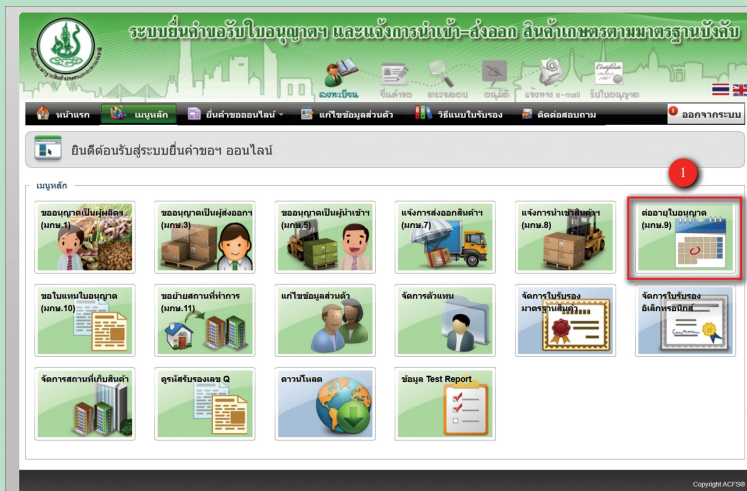 ระบบยื่นคำขอรับใบอนุญาตฯ และแจ้งการนำเข้า-ส่งออก สินค้าเกษตรตามมาตรฐานบังคับ
ลงทะเบียน ยื่นคำขอ ตรวจสอบ อนุมัติ แจ้งทาง e-mail รับใบอนุญาต
หน้าแรก เมนูหลัก ยื่นคำขอออนไลน์ แก้ไขข้อมูลส่วนตัว วิธีแนบใบรับรอง ติดต่อสอบถาม ออกจากระบบ
ยินดีต้อนรับสู่ระบบยื่นคำขอฯ ออนไลน์
1
เมนูหลัก
ขออนุญาตเป็นผู้ผลิตฯ
(มกษ.1)
ขออนุญาตเป็นผู้ส่งออกฯ
(มกษ.3)
ขออนุญาตเป็นผู้นำเข้าฯ
(มกษ.5)
แจ้งการส่งออกสินค้าฯ
(มกษ.7)
แจ้งการนำเข้าสินค้าฯ
(มกษ.8)
ต่ออายุใบอนุญาต
(มกษ.9)
ขอใบแทนใบอนุญาต
(มกษ.10)
ขอย้ายสถานที่ทำการ
(มกษ.11)
แก้ไขข้อมูลส่วนตัว
จัดการตัวแทน
จัดการใบรับรอง
มาตรฐานสินค้า
จัดการใบรับรอง
อิเล็กทรอนิกส์
จัดการสถานที่เก็บสินค้า
ดูรหัสรับรองเลข Q
ดาวน์โหลด
ข้อมูล Test Report
Copyright ACFS®